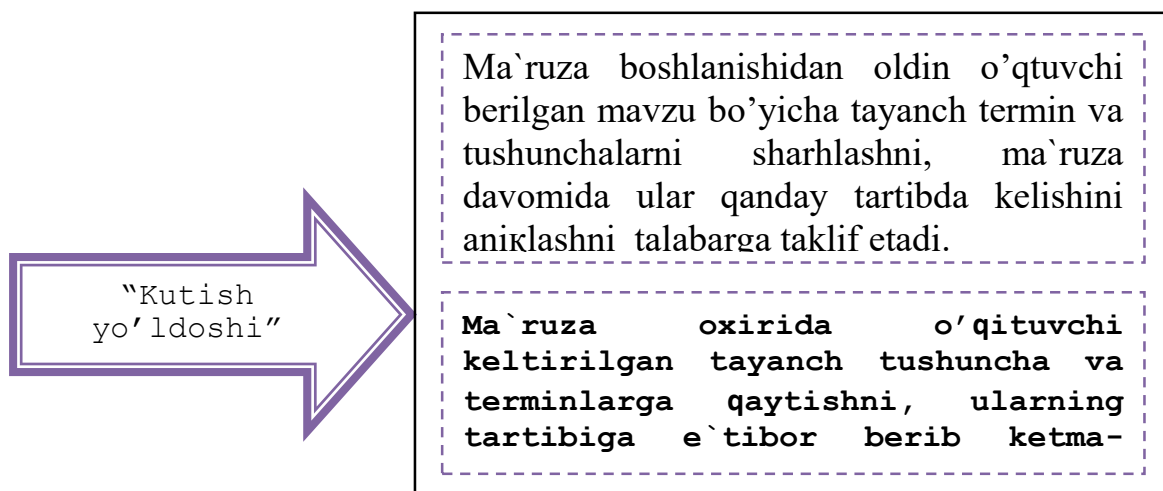 "Kutish
yo’ldoshi"
Ma`ruza boshlanishidan oldin o’qtuvchi
berilgan mavzu bo’yicha tayanch termin va
tushunchalarni sharhlashni, ma`ruza
davomida ular qanday tartibda kelishini
aniкlashni talabarga taklif etadi.
Ma`ruza oxirida o’qituvchi
keltirilgan tayanch tushuncha va
terminlarga qaytishni, ularning
tartibiga e`tibor berib ketma-